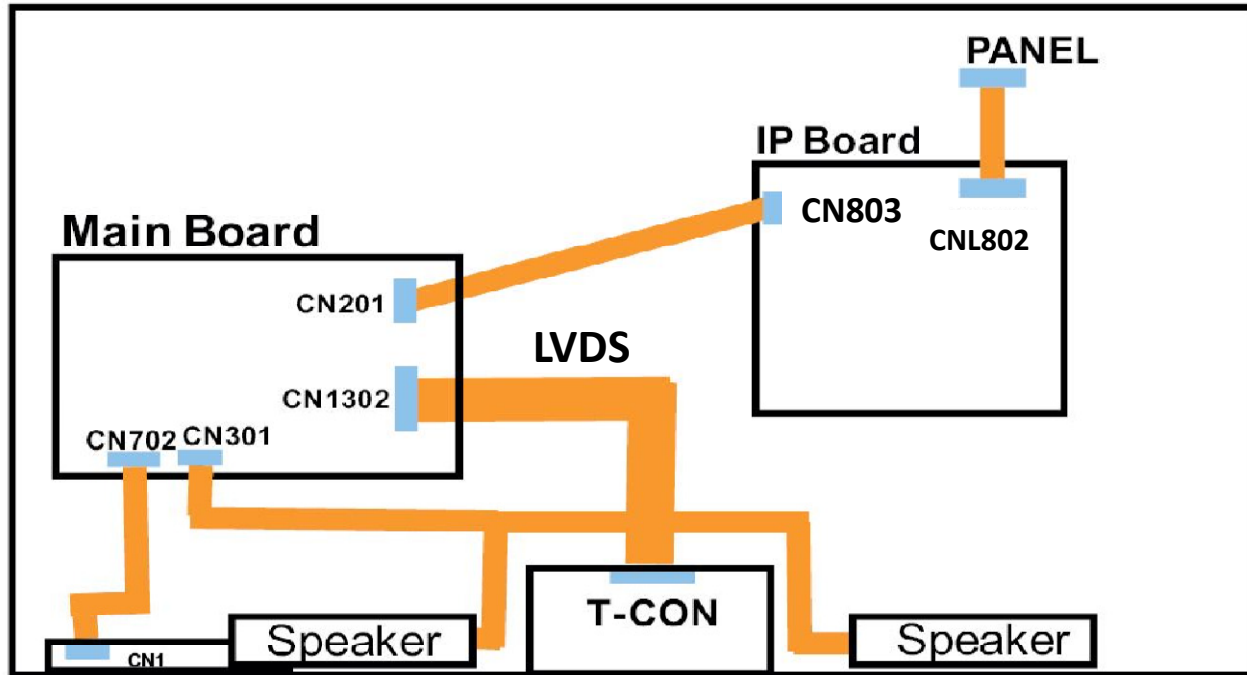 PANEL
IP Board
CN803
CNL802
Main Board
CN201
LVDS
CN1302
CN702 CN301
T-CON
Speaker
Speaker
CN1